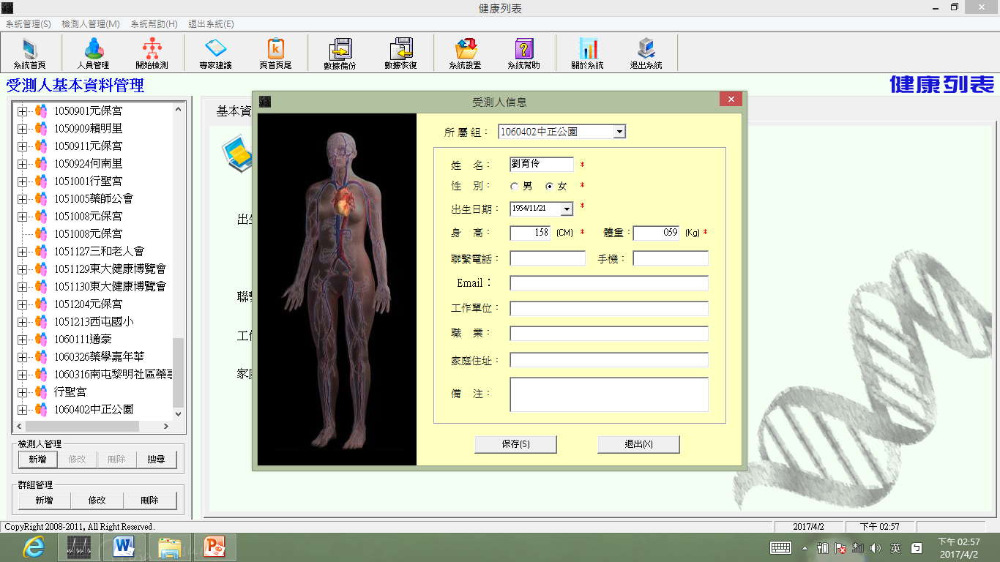 健康列表
系統管理(S) 檢測人管理(M) 系統幫助(H) 退出系統(E)
系統首頁 人員管理 開始檢測 專家建議 頁首頁尾 數據備份 數據恢復 系統設置 系統幫助 關於系統 退出系統
受測人基本資料管理
健康列表
1050901元保宮
1050909賴明里
1050911元保宮
1050924何南里
1051001行聖宮
1051005藥師公會
1051008元保宮
1051008元保宮
1051127三和老人會
1051129東大健康博覽會
1051130東大健康博覽會
1051204元保宮
1051213西屯國小
1060111通豪
1060326藥學嘉年華
1060316南屯黎明社區藥
行聖宮
1060402中正公園
檢測人管理
新增 修改 刪除 搜尋
群組管理
新增 修改 刪除
基本資
出生
工作
受測人信息
所屬組： 1060402中正公園
姓 名： 劉育伶 *
性 別： 男 女 *
出生日期： 1954/11/21 *
身 高： 158 (CM) * 體重： 059 (Kg) *
聯繫電話： 手機：
Email：
工作單位：
職 業：
家庭住址：
備 注：
保存(S) 退出(X)
CopyRight 2008-2011, All Right Reserved.
2017/4/2 下午 02:57
英
下午 02:57
2017/4/2